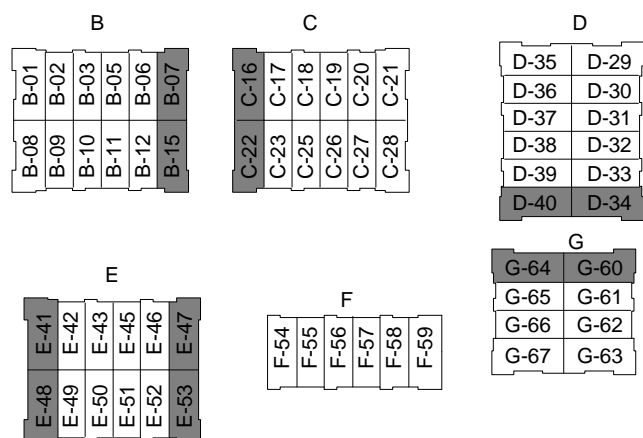 B
C
D
B-01 B-02 B-03 B-05 B-06 B-07
B-08 B-09 B-10 B-11 B-12 B-15
C-16 C-17 C-18 C-19 C-20 C-21
C-22 C-23 C-25 C-26 C-27 C-28
D-35 D-29
D-36 D-30
D-37 D-31
D-38 D-32
D-39 D-33
D-40 D-34
E
F
G
E-41 E-42 E-43 E-45 E-46 E-47
E-48 E-49 E-50 E-51 E-52 E-53
F-54 F-55 F-56 F-57 F-58 F-59
G-64 G-60
G-65 G-61
G-66 G-62
G-67 G-63